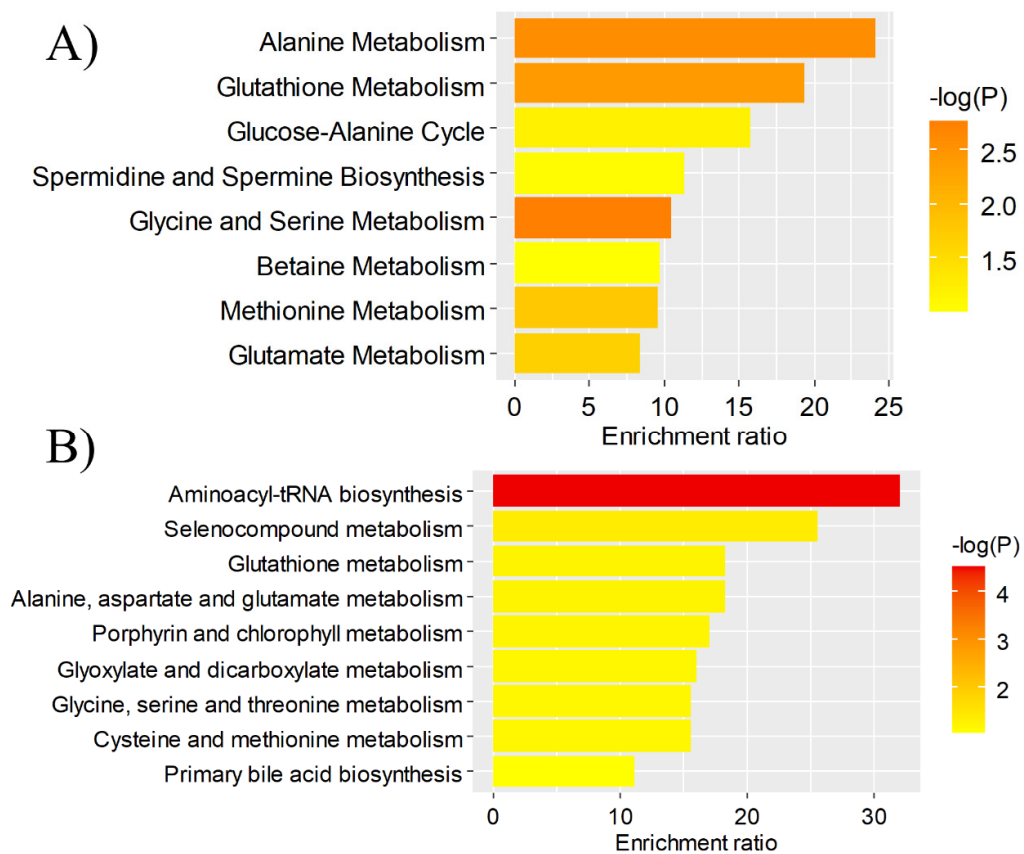 A)
Alanine Metabolism
Glutathione Metabolism
Glucose-Alanine Cycle
Spermidine and Spermine Biosynthesis
Glycine and Serine Metabolism
Betaine Metabolism
Methionine Metabolism
Glutamate Metabolism
0 5 10 15 20 25
Enrichment ratio
-log(P)
2.5
2.0
1.5
B)
Aminoacyl-tRNA biosynthesis
Selenocompound metabolism
Glutathione metabolism
Alanine, aspartate and glutamate metabolism
Porphyrin and chlorophyll metabolism
Glyoxylate and dicarboxylate metabolism
Glycine, serine and threonine metabolism
Cysteine and methionine metabolism
Primary bile acid biosynthesis
0 10 20 30
Enrichment ratio
-log(P)
4
3
2